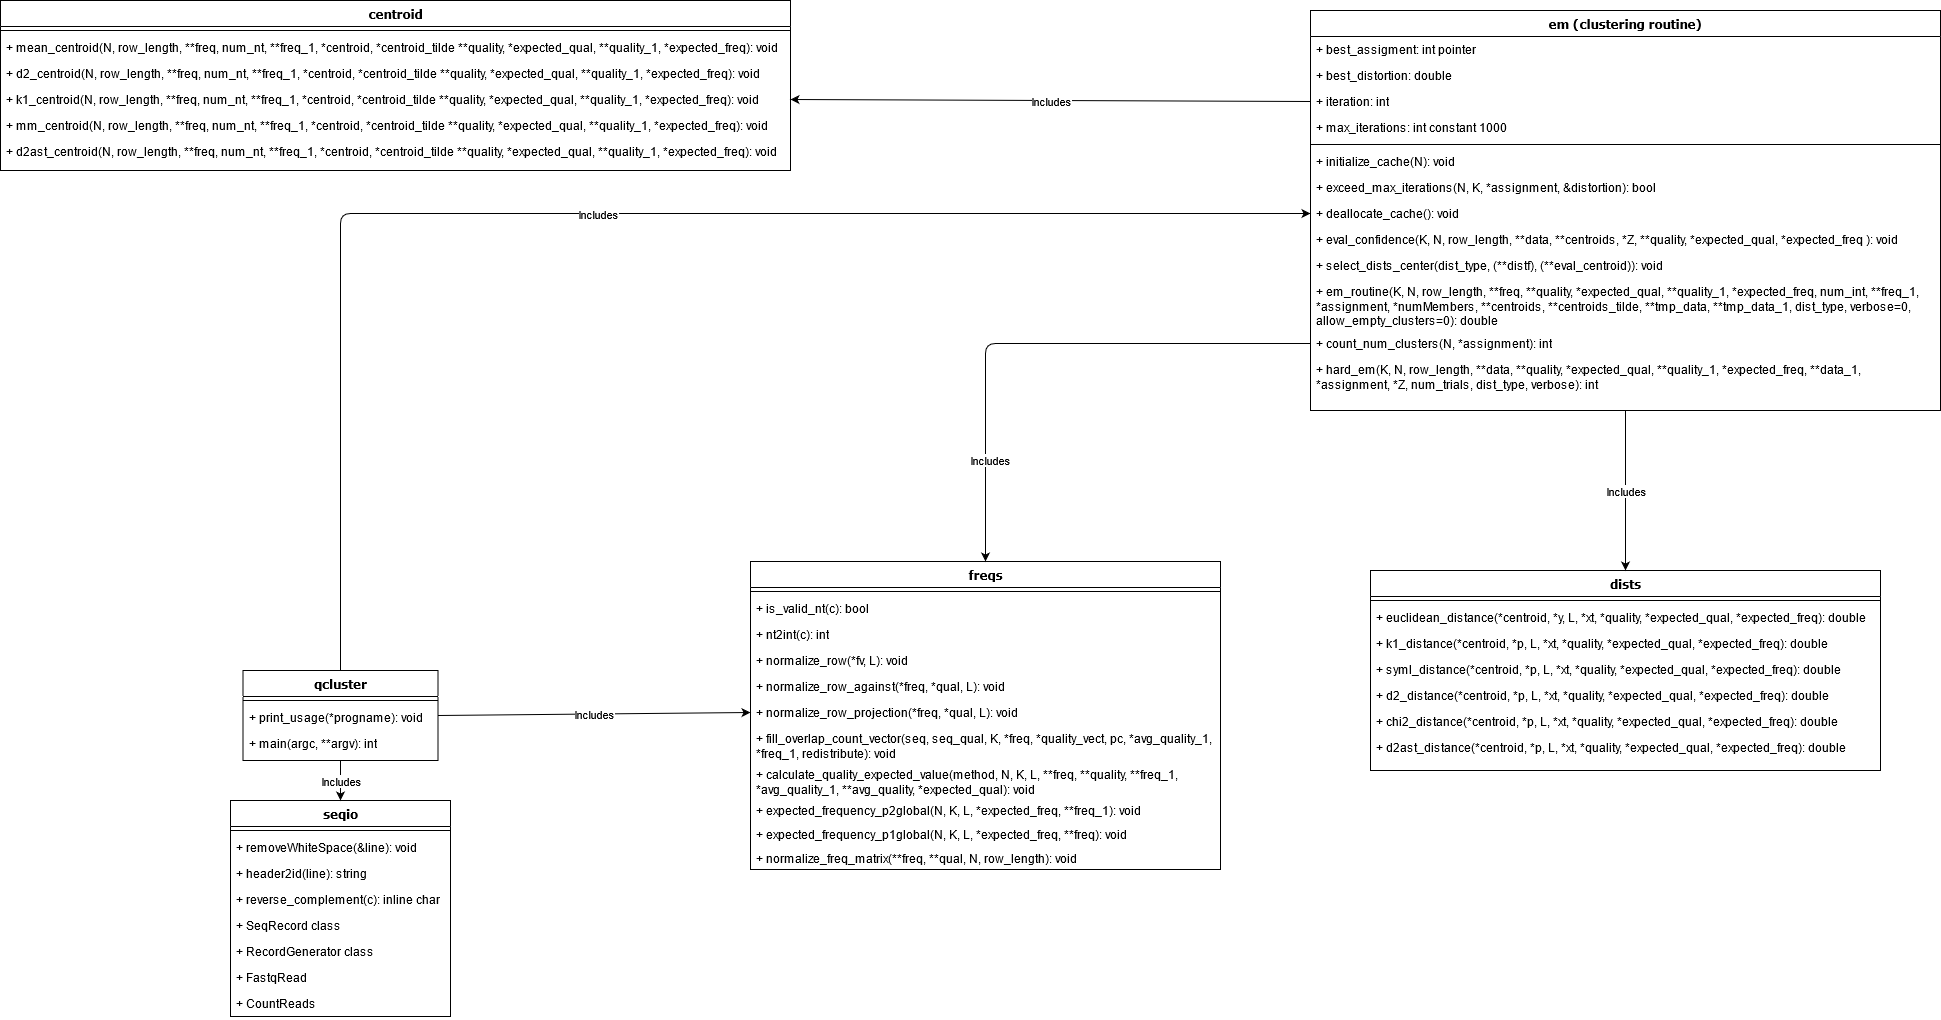 centroid
+ mean_centroid(N, row_length, **freq, num_nt, **freq_1, *centroid, *centroid_tilde **quality, *expected_qual, **quality_1, *expected_freq): void
+ d2_centroid(N, row_length, **freq, num_nt, **freq_1, *centroid, *centroid_tilde **quality, *expected_qual, **quality_1, *expected_freq): void
+ k1_centroid(N, row_length, **freq, num_nt, **freq_1, *centroid, *centroid_tilde **quality, *expected_qual, **quality_1, *expected_freq): void
+ mm_centroid(N, row_length, **freq, num_nt, **freq_1, *centroid, *centroid_tilde **quality, *expected_qual, **quality_1, *expected_freq): void
+ d2ast_centroid(N, row_length, **freq, num_nt, **freq_1, *centroid, *centroid_tilde **quality, *expected_qual, **quality_1, *expected_freq): void
Includes
em (clustering routine)
+ best_assigment: int pointer
+ best_distortion: double
+ iteration: int
+ max_iterations: int constant 1000
+ initialize_cache(N): void
+ exceed_max_iterations(N, K, *assignment, &distortion): bool
+ deallocate_cache(): void
+ eval_confidence(K, N, row_length, **data, **centroids, *Z, **quality, *expected_qual, *expected_freq ): void
+ select_dists_center(dist_type, (**distf), (**eval_centroid)): void
+ em_routine(K, N, row_length, **freq, **quality, *expected_qual, **quality_1, *expected_freq, num_int, **freq_1,
*assignment, *numMembers, **centroids, **centroids_tilde, **tmp_data, **tmp_data_1, dist_type, verbose=0,
allow_empty_clusters=0): double
+ count_num_clusters(N, *assignment): int
+ hard_em(K, N, row_length, **data, **quality, *expected_qual, **quality_1, *expected_freq, **data_1,
*assignment, *Z, num_trials, dist_type, verbose): int
Includes
Includes
Includes
freqs
+ is_valid_nt(c): bool
+ nt2int(c): int
+ normalize_row(*fv, L): void
+ normalize_row_against(*freq, *qual, L): void
+ normalize_row_projection(*freq, *qual, L): void
+ fill_overlap_count_vector(seq, seq_qual, K, *freq, *quality_vect, pc, *avg_quality_1,
*freq_1, redistribute): void
+ calculate_quality_expected_value(method, N, K, L, **freq, **quality, **freq_1,
*avg_quality_1, **avg_quality, *expected_qual): void
+ expected_frequency_p2global(N, K, L, *expected_freq, **freq_1): void
+ expected_frequency_p1global(N, K, L, *expected_freq, **freq): void
+ normalize_freq_matrix(**freq, **qual, N, row_length): void
dists
+ euclidean_distance(*centroid, *y, L, *xt, *quality, *expected_qual, *expected_freq): double
+ k1_distance(*centroid, *p, L, *xt, *quality, *expected_qual, *expected_freq): double
+ syml_distance(*centroid, *p, L, *xt, *quality, *expected_qual, *expected_freq): double
+ d2_distance(*centroid, *p, L, *xt, *quality, *expected_qual, *expected_freq): double
+ chi2_distance(*centroid, *p, L, *xt, *quality, *expected_qual, *expected_freq): double
+ d2ast_distance(*centroid, *p, L, *xt, *quality, *expected_qual, *expected_freq): double
qcluster
+ print_usage(*progname): void
+ main(argc, **argv): int
Includes
Includes
seqio
+ removeWhiteSpace(&line): void
+ header2id(line): string
+ reverse_complement(c): inline char
+ SeqRecord class
+ RecordGenerator class
+ FastqRead
+ CountReads